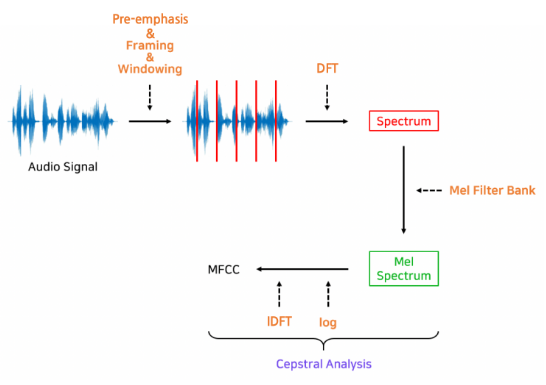 Pre-emphasis
&
Framing
&
Windowing
DFT
Audio Signal
Spectrum
Mel Filter Bank
MFCC
Mel
Spectrum
IDFT
log
Cepstral Analysis